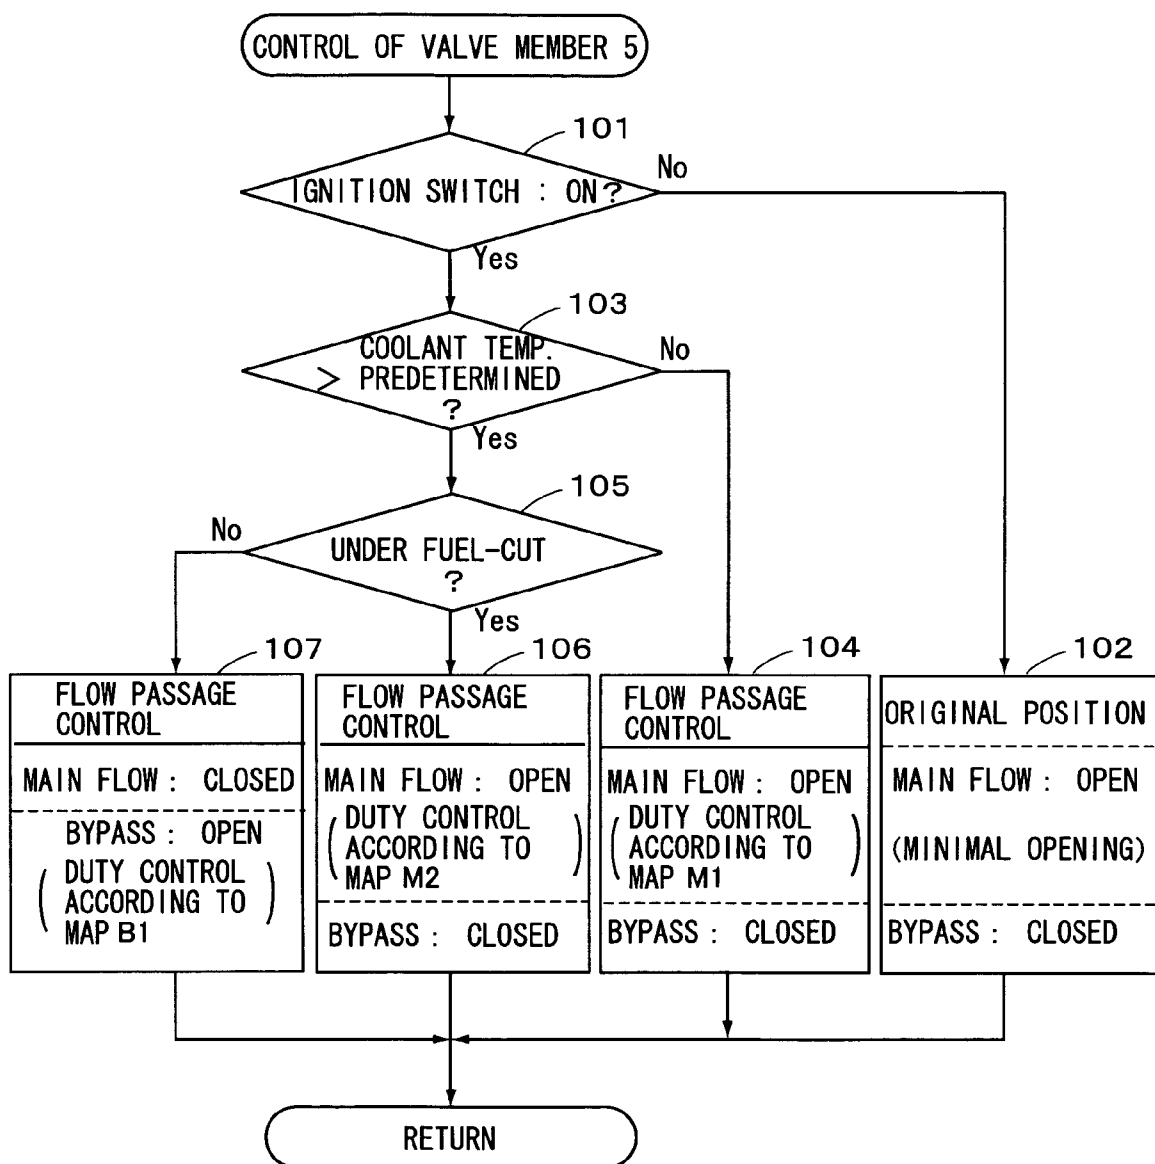 CONTROL OF VALVE MEMBER 5
101
IGNITION SWITCH : ON?
No
Yes
103
COOLANT TEMP.
> PREDETERMINED
?
No
Yes
105
No
UNDER FUEL-CUT
?
Yes
107
FLOW PASSAGE
CONTROL
MAIN FLOW : CLOSED
BYPASS : OPEN
( DUTY CONTROL
ACCORDING TO
MAP B1 )
106
FLOW PASSAGE
CONTROL
MAIN FLOW : OPEN
( DUTY CONTROL
ACCORDING TO
MAP M2 )
BYPASS : CLOSED
104
FLOW PASSAGE
CONTROL
MAIN FLOW : OPEN
( DUTY CONTROL
ACCORDING TO
MAP M1 )
BYPASS : CLOSED
102
ORIGINAL POSITION
MAIN FLOW : OPEN
(MINIMAL OPENING)
BYPASS : CLOSED
RETURN